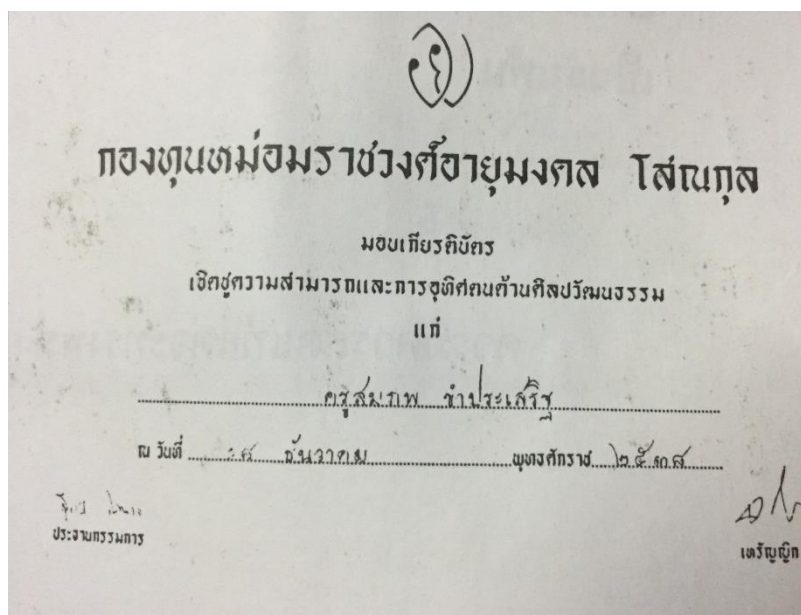 กองทุนหม่อมราชวงศ์อายุมงคล โสณกุล
มอบเกียรติบัตร
เชิดชูความสามารถและการอุทิศตนด้านศิลปวัฒนธรรม
แก่
ครูสมภพ ขำประเสริฐ
ณ วันที่ ๑๘ ธันวาคม พุทธศักราช ๒๕๓๘
ประธานกรรมการ
เหรัญญิก